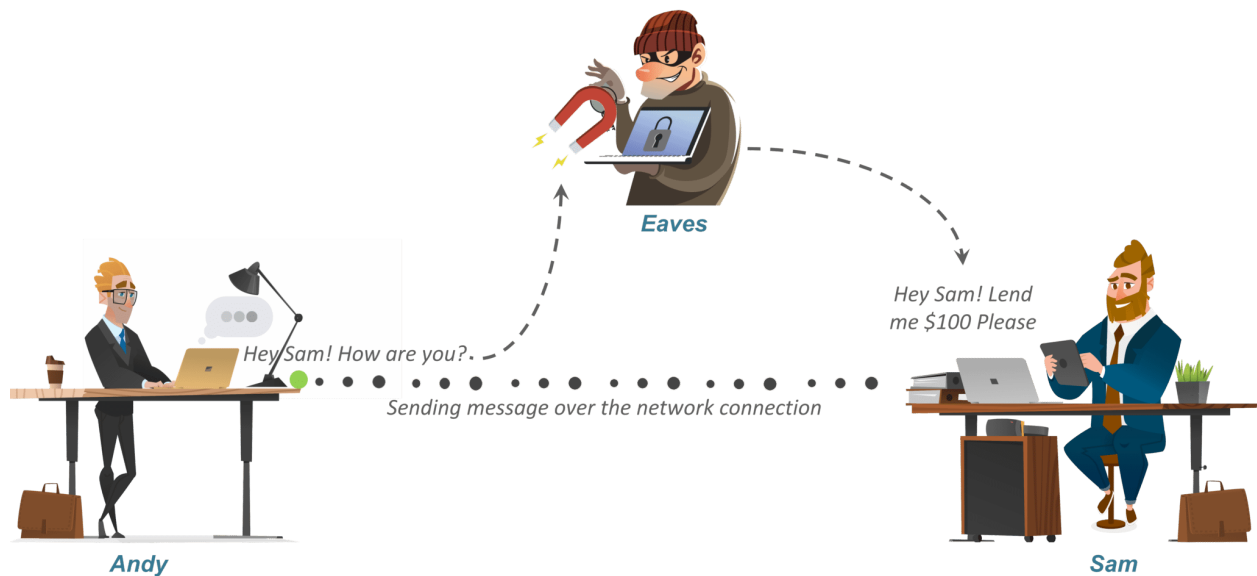 Eaves
Hey Sam! Lend
me $100 Please
Hey Sam! How are you?
Sending message over the network connection
Andy
Sam